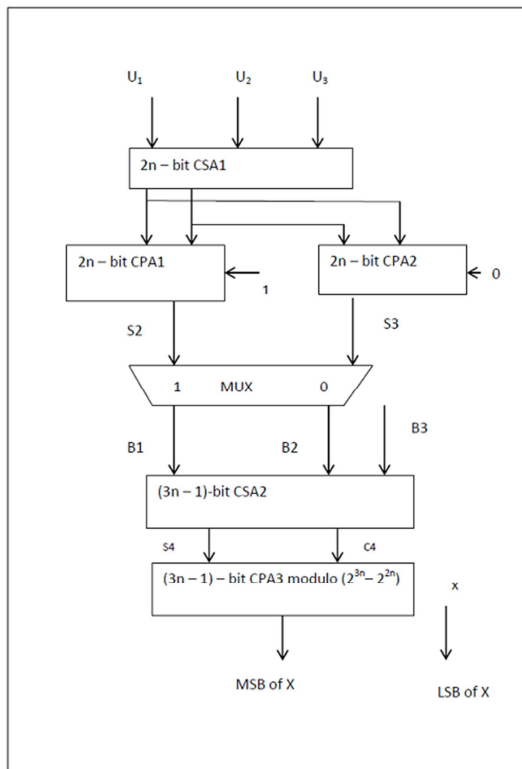 U1 U2 U3
2n – bit CSA1
2n – bit CPA1
2n – bit CPA2
1
0
S2
S3
1 MUX 0
B1
B2
B3
(3n – 1)-bit CSA2
S4
C4
(3n – 1) – bit CPA3 modulo (2^3n – 2^2n)
x
MSB of X
LSB of X